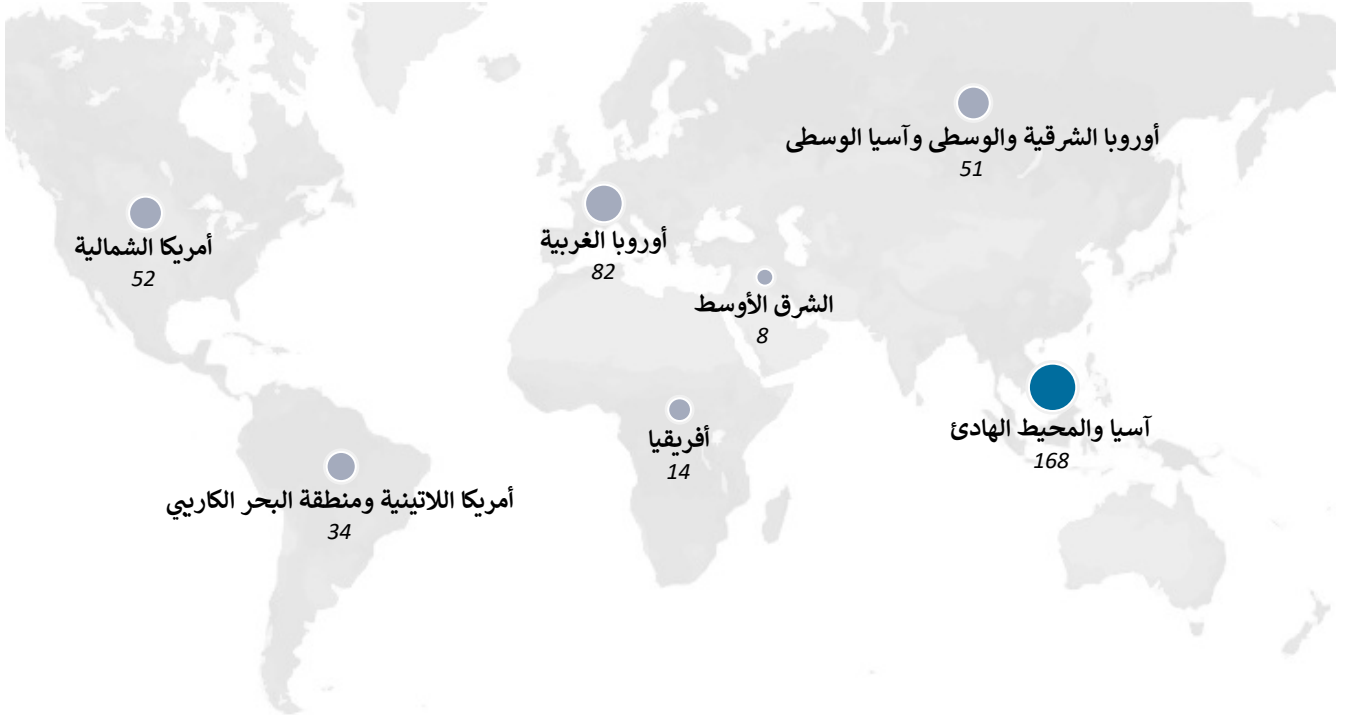 أوروبا الشرقية والوسطى وآسيا الوسطى
51
أمريكا الشمالية
52
أوروبا الغربية
82
الشرق الأوسط
8
آسيا والمحيط الهادئ
168
أفريقيا
14
أمريكا اللاتينية ومنطقة البحر الكاريبي
34